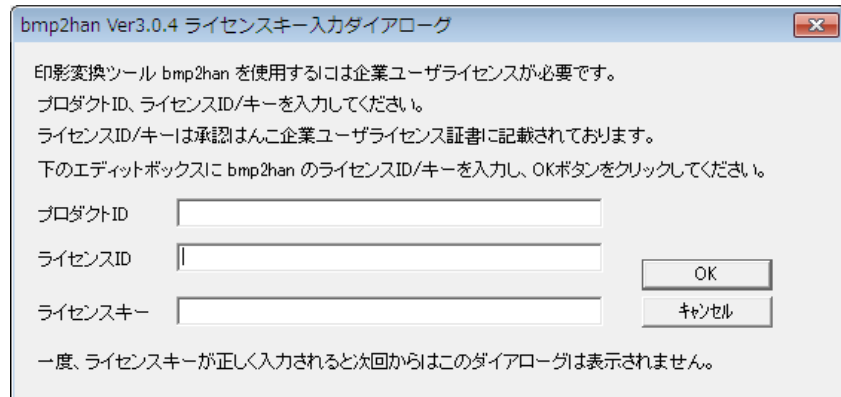 bmp2han Ver3.0.4 ライセンスキー入力ダイアローグ
印影変換ツール bmp2han を使用するには企業ユーザライセンスが必要です。
プロダクトID、ライセンスID/キーを入力してください。
ライセンスID/キーは承認はんこ企業ユーザライセンス証書に記載されております。
下のエディットボックスに bmp2han のライセンスID/キーを入力し、OKボタンをクリックしてください。
プロダクトID
ライセンスID
OK
ライセンスキー
キャンセル
一度、ライセンスキーが正しく入力されると次回からはこのダイアローグは表示されません。